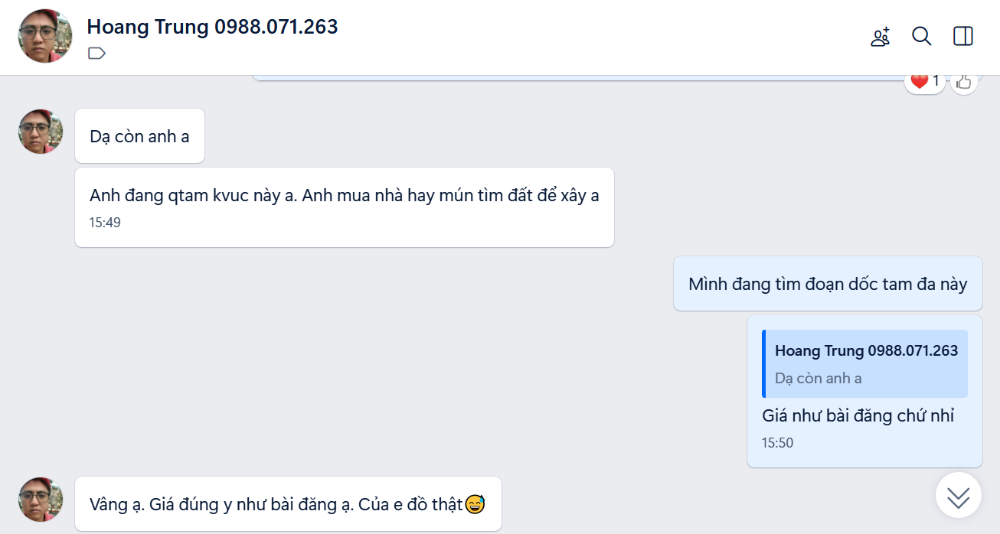 Hoang Trung 0988.071.263
1
Dạ còn anh a
Anh đang qtam kvuc này a. Anh mua nhà hay mún tìm đất để xây a
15:49
Mình đang tìm đoạn dốc tam đa này
Hoang Trung 0988.071.263
Dạ còn anh a
Giá như bài đăng chứ nhỉ
15:50
Vâng ạ. Giá đúng y như bài đăng ạ. Của e đồ thật😅